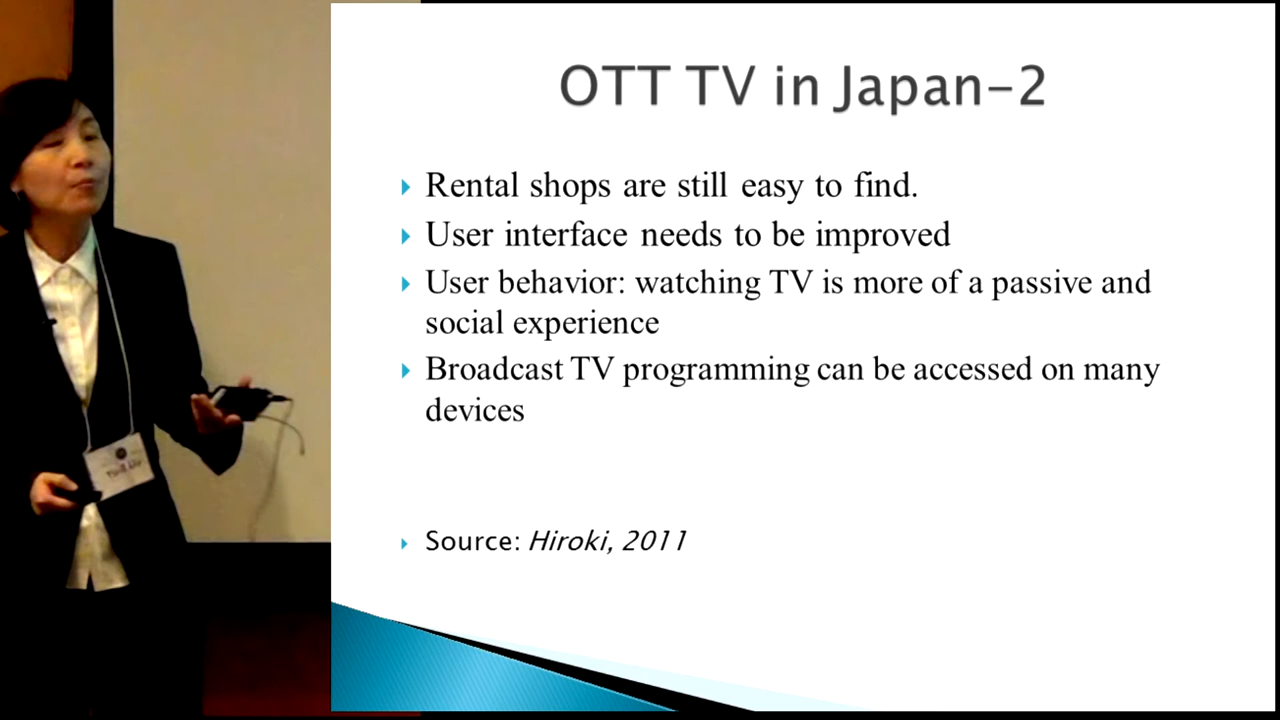 OTT TV in Japan-2
Rental shops are still easy to find.
User interface needs to be improved
User behavior: watching TV is more of a passive and
social experience
Broadcast TV programming can be accessed on many
devices
Source: Hiroki, 2011